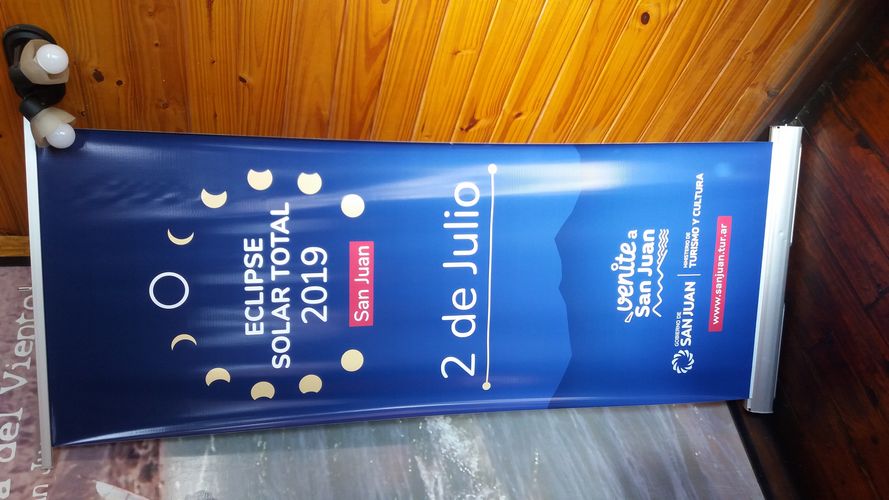 ECLIPSE
SOLAR TOTAL
2019
San Juan
2 de Julio
¡venite a
San Juan
GOBIERNO DE
SAN JUAN
MINISTERIO DE
TURISMO Y CULTURA
www.sanjuan.tur.ar
del Viento